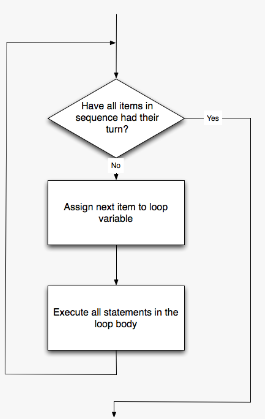 Have all items in
sequence had their
turn?
Yes
No
Assign next item to loop
variable
Execute all statements in the
loop body